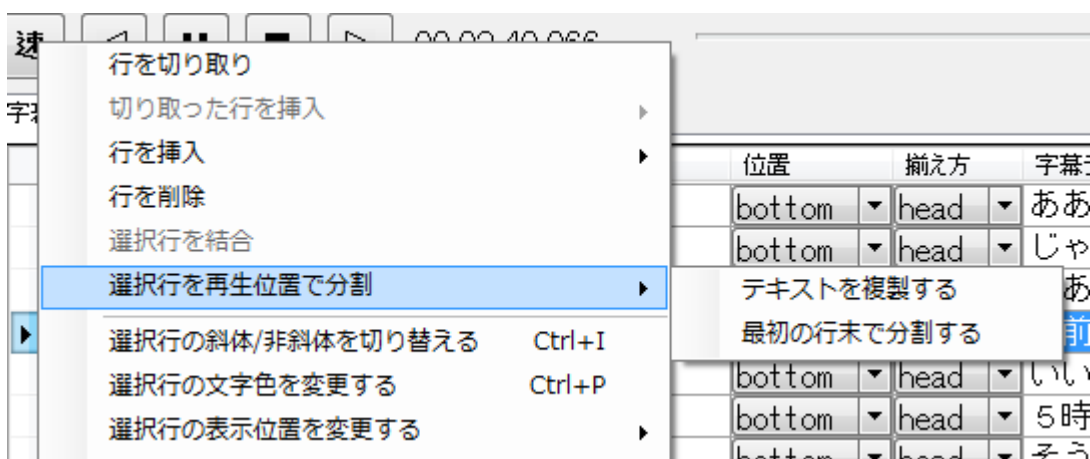 速
行を切り取り
切り取った行を挿入
行を挿入
行を削除
選択行を結合
選択行を再生位置で分割
選択行の斜体/非斜体を切り替える Ctrl+I
選択行の文字色を変更する Ctrl+P
選択行の表示位置を変更する
テキストを複製する
最初の行末で分割する
位置 揃え方 字幕
bottom head ああ
bottom head じゃ
あ
前
bottom head いい
bottom head 5時
bottom head そう